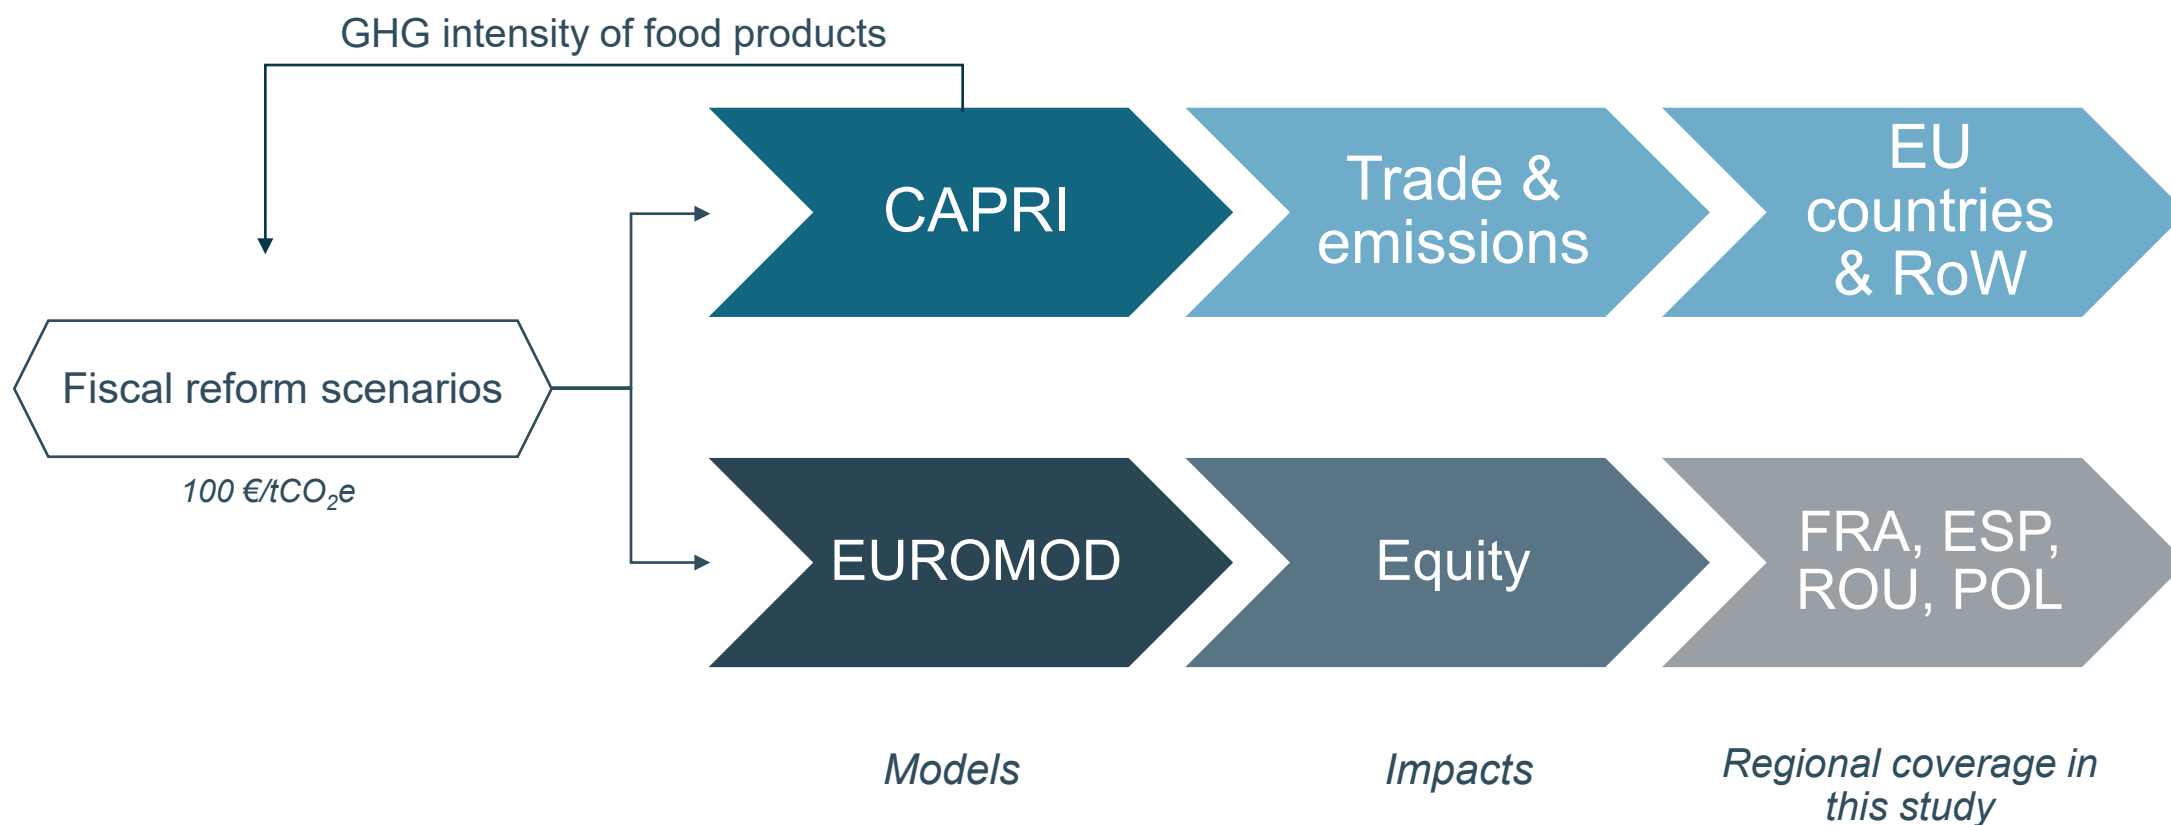 GHG intensity of food products
CAPRI
Trade &
emissions
EU
countries
& RoW
Fiscal reform scenarios
100 €/tCO₂e
EUROMOD
Equity
FRA, ESP,
ROU, POL
Models
Impacts
Regional coverage in
this study